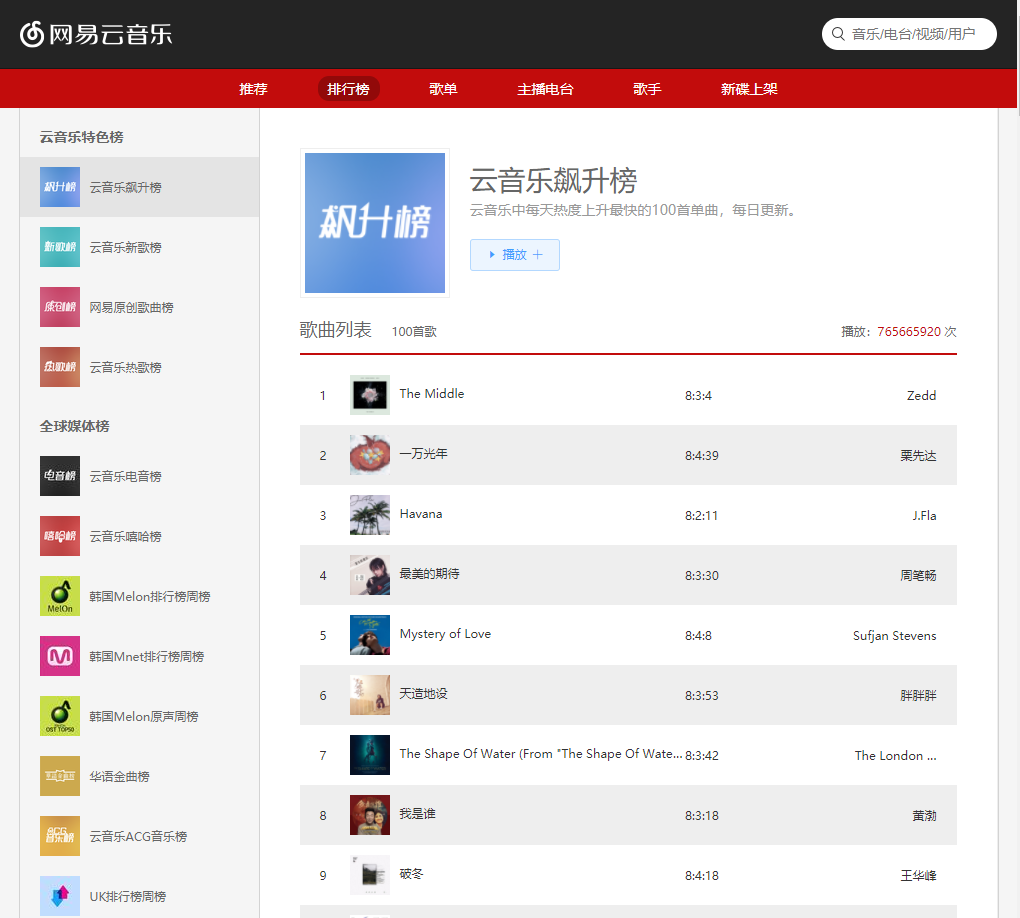 网易云音乐
音乐/电台/视频/用户
推荐 排行榜 歌单 主播电台 歌手 新碟上架
云音乐特色榜
飙升榜 云音乐飙升榜
新歌榜 云音乐新歌榜
原创榜 网易原创歌曲榜
热歌榜 云音乐热歌榜
全球媒体榜
电音榜 云音乐电音榜
嘻哈榜 云音乐嘻哈榜
MelOn 韩国Melon排行榜周榜
M 韩国Mnet排行榜周榜
OST TOP50 韩国Melon原声周榜
华语金曲榜
ACG音乐榜 云音乐ACG音乐榜
UK排行榜周榜
飙升榜
云音乐飙升榜
云音乐中每天热度上升最快的100首单曲，每日更新。
播放 +
歌曲列表 100首歌 播放：765665920 次
1 The Middle 8:3:4 Zedd
2 一万光年 8:4:39 栗先达
3 Havana 8:2:11 J.Fla
4 最美的期待 8:3:30 周笔畅
5 Mystery of Love 8:4:8 Sufjan Stevens
6 天造地设 8:3:53 胖胖胖
7 The Shape Of Water (From "The Shape Of Wate... 8:3:42 The London ...
8 我是谁 8:3:18 黄渤
9 破冬 8:4:18 王华峰